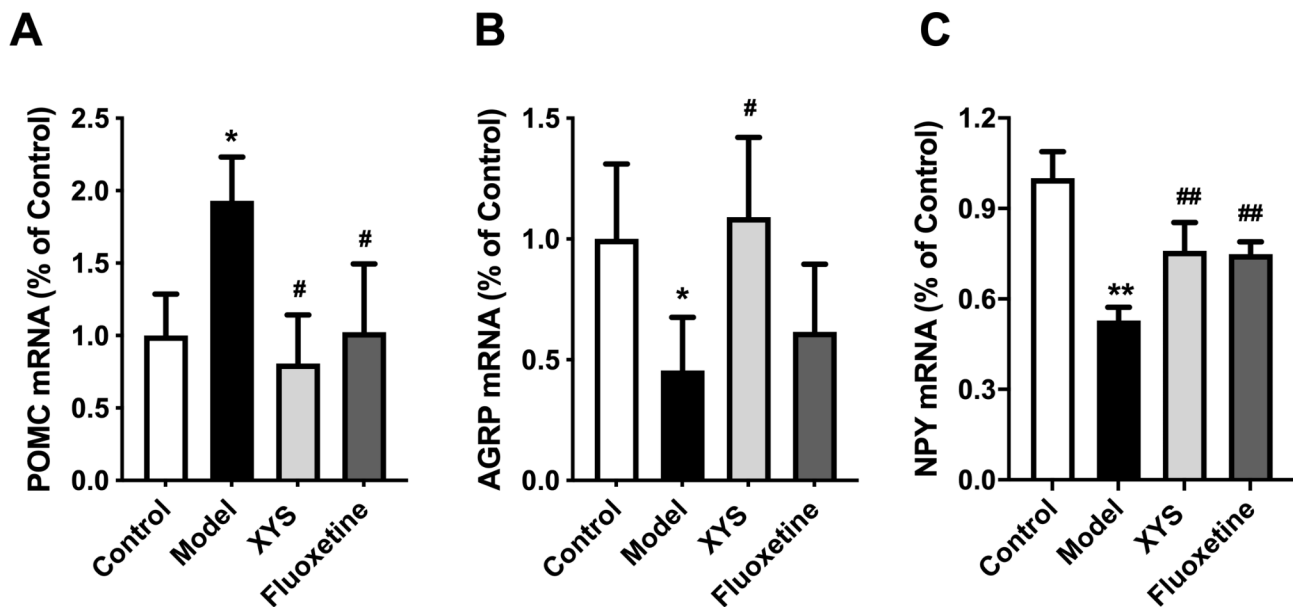 A
POMC mRNA (% of Control)
2.5
2.0
1.5
1.0
0.5
0.0
*
#
#
Control
Model
XYS
Fluoxetine
B
AGRP mRNA (% of Control)
1.5
1.0
0.5
0.0
*
#
Control
Model
XYS
Fluoxetine
C
NPY mRNA (% of Control)
1.2
0.9
0.6
0.3
0.0
**
##
##
Control
Model
XYS
Fluoxetine